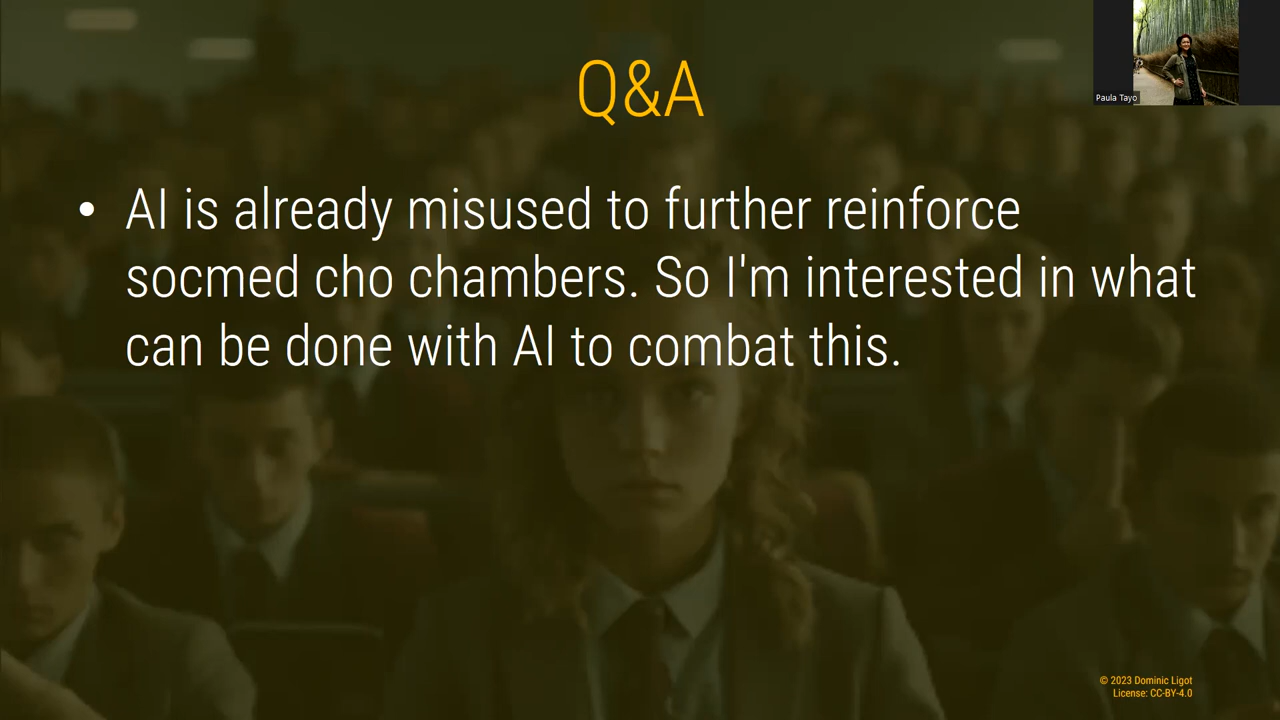 Paula Tayo
Q&A
• AI is already misused to further reinforce
socmed cho chambers. So I'm interested in what
can be done with AI to combat this.
© 2023 Dominic Ligot
License: CC-BY-4.0